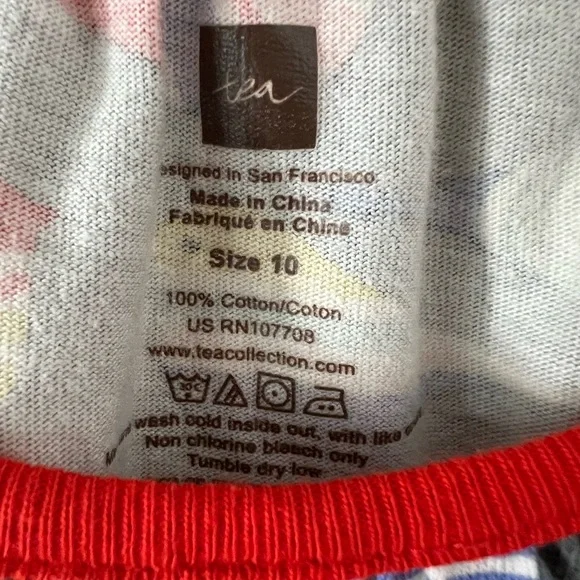 tea
esigned in San Francisco
Made in China
Fabriqué en Chine
Size 10
100% Cotton/Coton
US RN107708
www.teacollection.com
30°
wash cold inside out, with like
Non chlorine bleach only
Tumble dry low